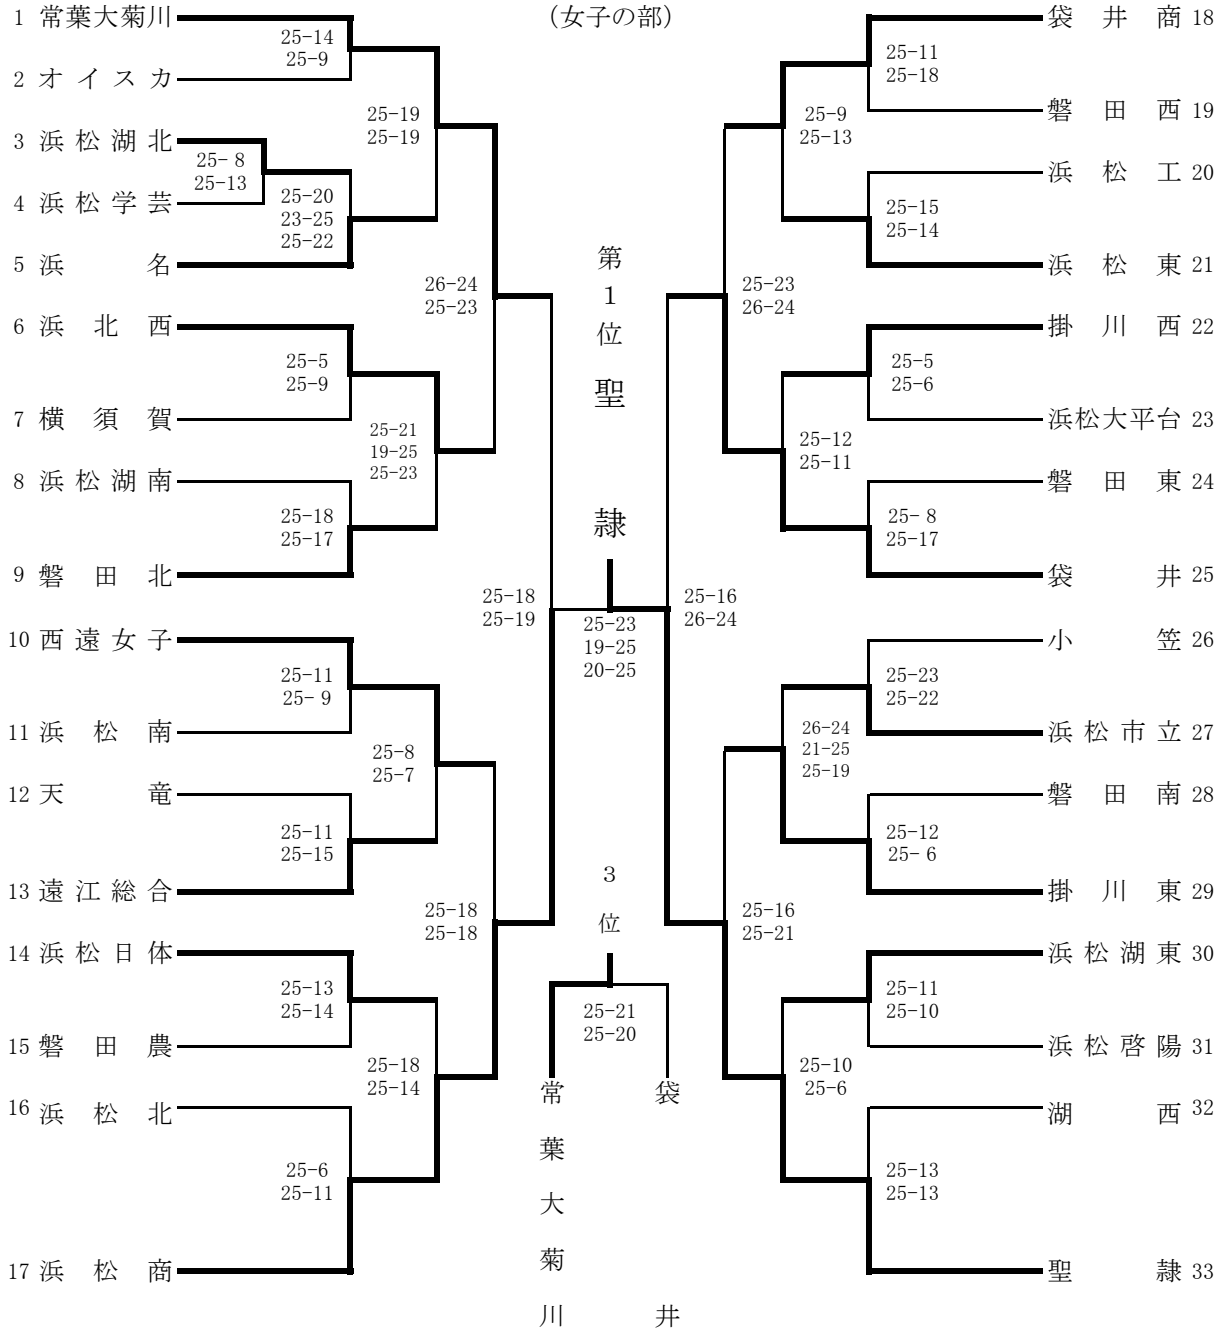 (女子の部)
1 常葉大菊川
25-14
25-9
2 オイスカ
25-19
25-19
3 浜松湖北
25- 8
25-13
4 浜松学芸
25-20
23-25
25-22
5 浜名
26-24
25-23
6 浜北西
25-5
25-9
7 横須賀
25-21
19-25
25-23
8 浜松湖南
25-18
25-17
9 磐田北
25-18
25-19
10 西遠女子
25-11
25- 9
11 浜松南
25-8
25-7
12 天竜
25-11
25-15
13 遠江総合
25-18
25-18
14 浜松日体
25-13
25-14
15 磐田農
25-18
25-14
16 浜松北
25-6
25-11
17 浜松商
第1位
聖隷
25-23
19-25
20-25
3位
25-21
25-20
常葉大菊川
袋井
袋井商 18
25-11
25-18
磐田西 19
25-9
25-13
浜松工 20
25-15
25-14
浜松東 21
25-23
26-24
掛川西 22
25-5
25-6
浜松大平台 23
25-12
25-11
磐田東 24
25- 8
25-17
袋井 25
25-16
26-24
小笠 26
25-23
25-22
浜松市立 27
26-24
21-25
25-19
磐田南 28
25-12
25- 6
掛川東 29
25-16
25-21
浜松湖東 30
25-11
25-10
浜松啓陽 31
25-10
25-6
湖西 32
25-13
25-13
聖隷 33